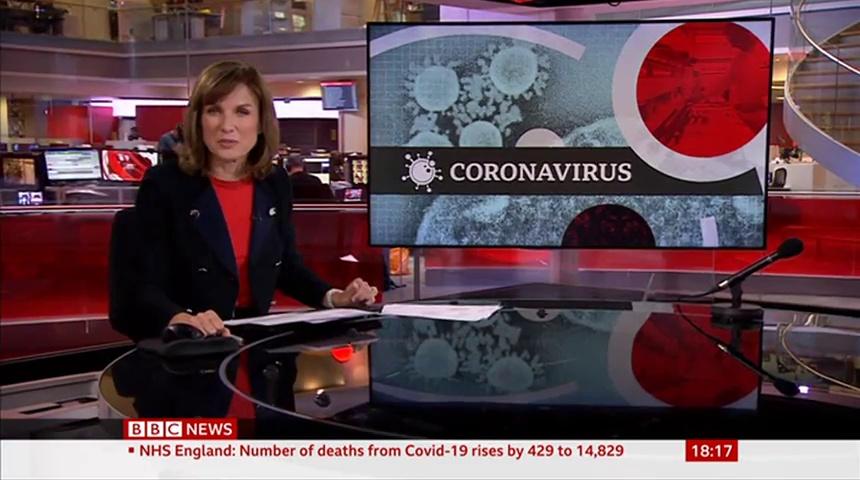 CORONAVIRUS
BBC NEWS
NHS England: Number of deaths from Covid-19 rises by 429 to 14,829
18:17